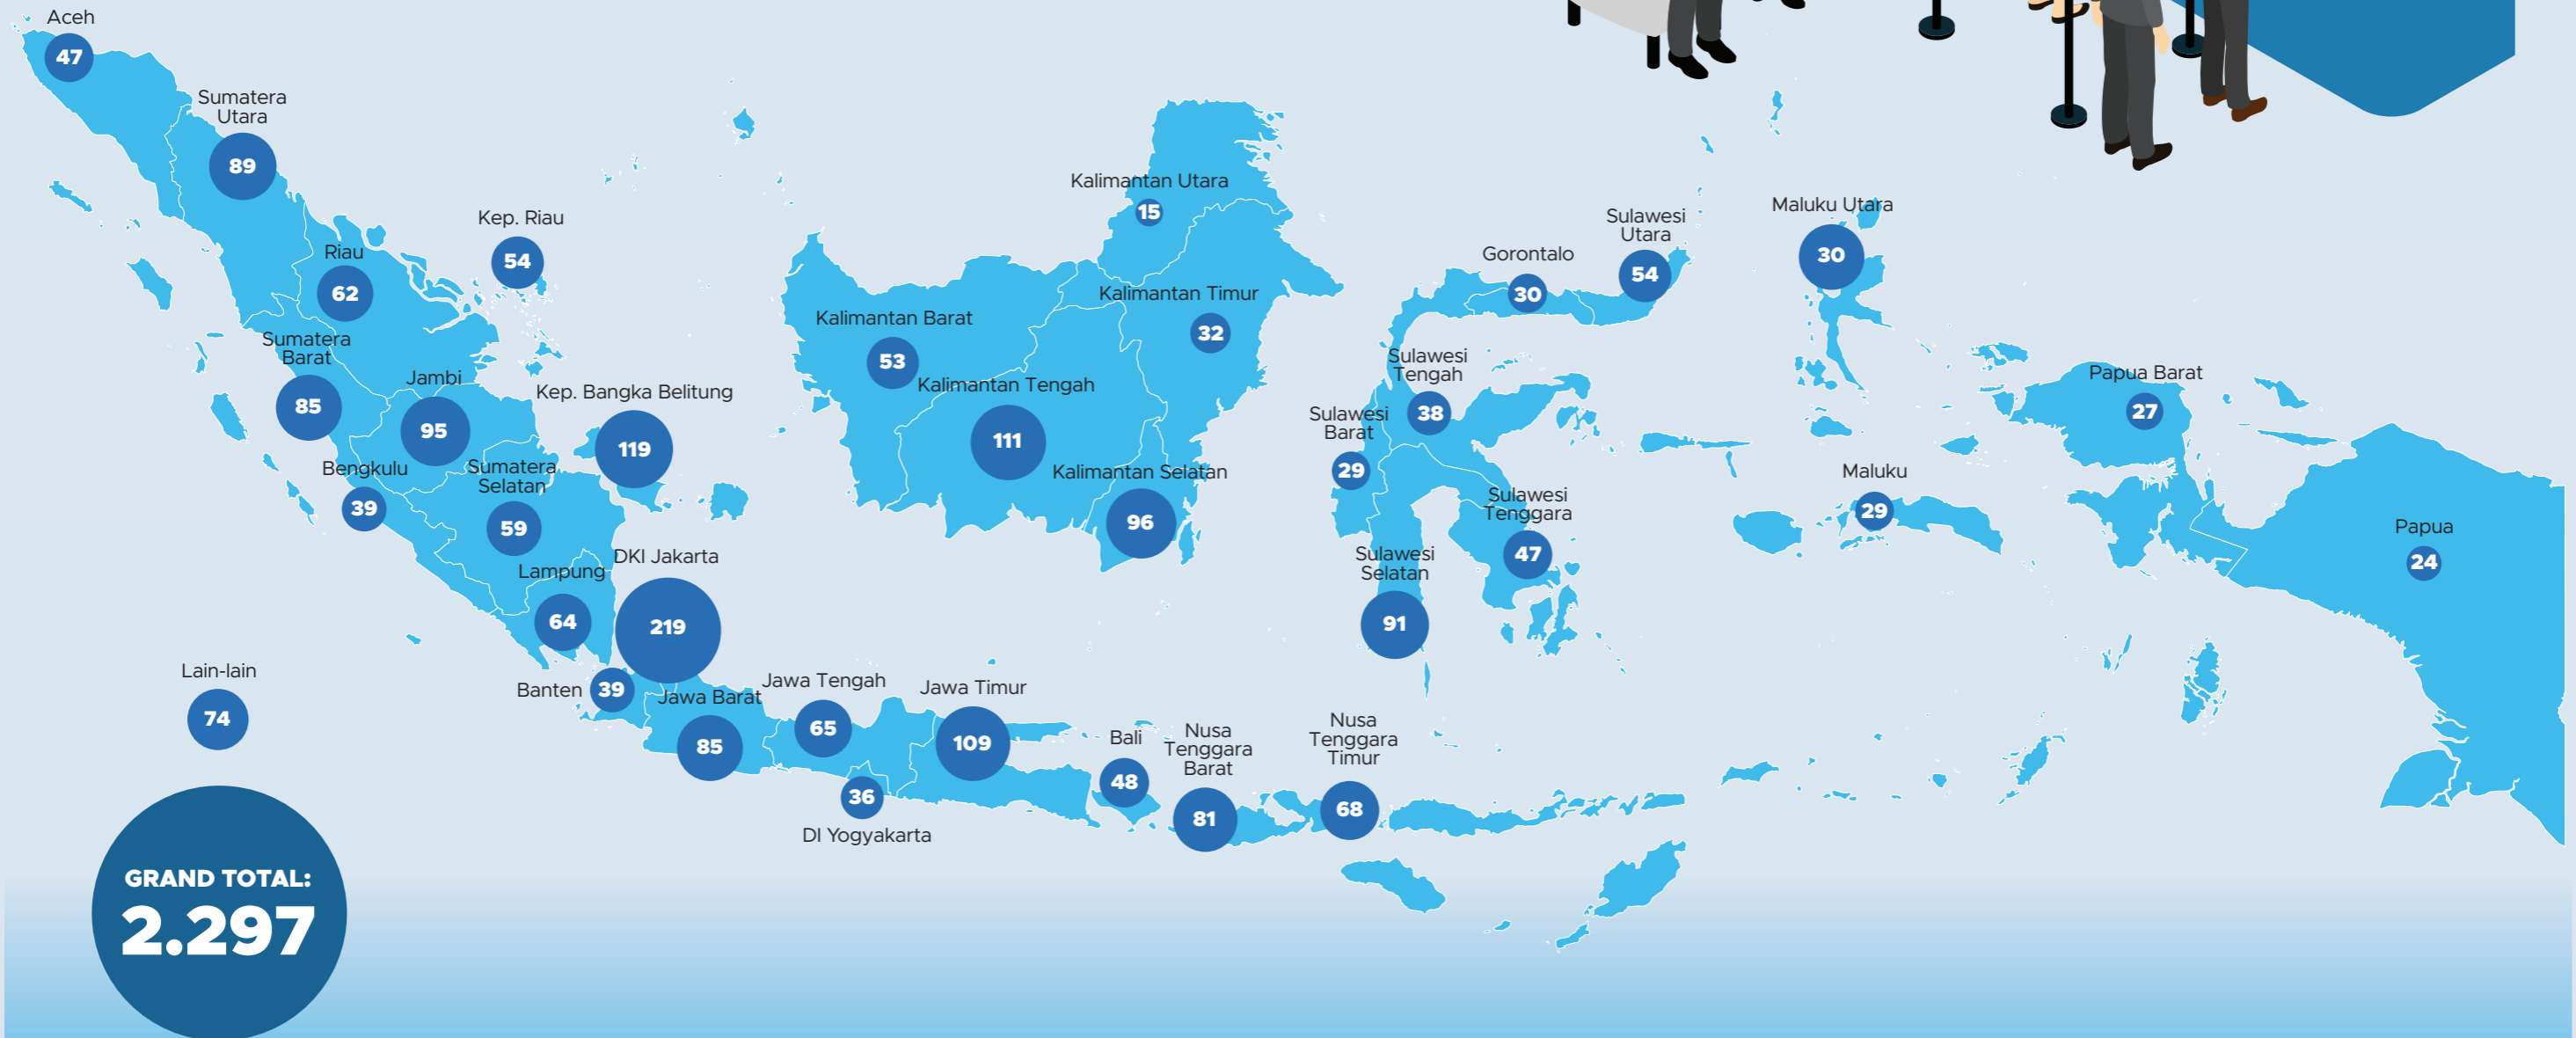 Aceh
47
Sumatera
Utara
89
Riau
62
Kep. Riau
54
Sumatera
Barat
85
Jambi
95
Kep. Bangka Belitung
119
Bengkulu
39
Sumatera
Selatan
59
Lampung
64
DKI Jakarta
219
Banten
39
Jawa Barat
85
Jawa Tengah
65
DI Yogyakarta
36
Jawa Timur
109
Bali
48
Nusa
Tenggara
Barat
81
Nusa
Tenggara
Timur
68
Kalimantan Utara
15
Kalimantan Timur
32
Kalimantan Barat
53
Kalimantan Tengah
111
Kalimantan Selatan
96
Gorontalo
30
Sulawesi
Utara
54
Sulawesi
Tengah
38
Sulawesi
Barat
29
Sulawesi
Tenggara
47
Sulawesi
Selatan
91
Maluku Utara
30
Maluku
29
Papua Barat
27
Papua
24
Lain-lain
74
GRAND TOTAL:
2.297